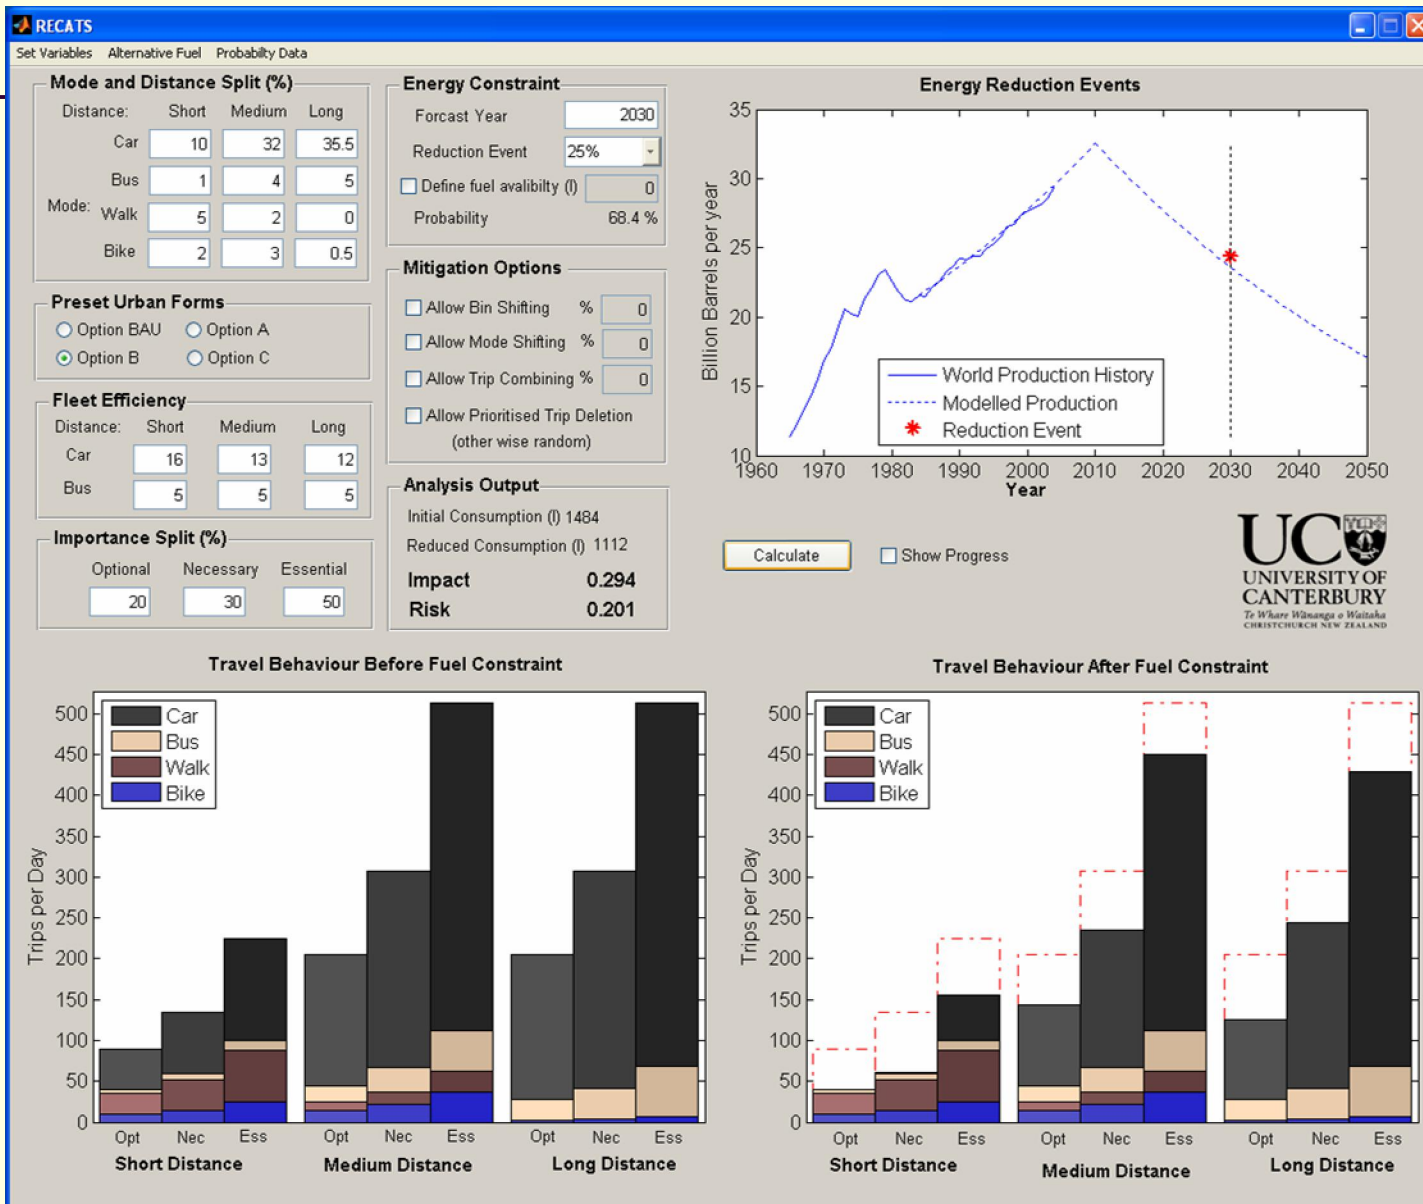 RECATS
Set Variables Alternative Fuel Probabilty Data
Mode and Distance Split (%)
Distance: Short Medium Long
Car 10 32 35.5
Bus 1 4 5
Mode: Walk 5 2 0
Bike 2 3 0.5
Preset Urban Forms
Option BAU Option A
Option B Option C
Fleet Efficiency
Distance: Short Medium Long
Car 16 13 12
Bus 5 5 5
Importance Split (%)
Optional Necessary Essential
20 30 50
Energy Constraint
Forcast Year 2030
Reduction Event 25%
Define fuel avalibilty (l) 0
Probability 68.4 %
Mitigation Options
Allow Bin Shifting % 0
Allow Mode Shifting % 0
Allow Trip Combining % 0
Allow Prioritised Trip Deletion
(other wise random)
Analysis Output
Initial Consumption (l) 1484
Reduced Consumption (l) 1112
Impact 0.294
Risk 0.201
Energy Reduction Events
Billion Barrels per year
35
30
25
20
15
10
World Production History
Modelled Production
Reduction Event
1960 1970 1980 1990 2000 2010 2020 2030 2040 2050
Year
Calculate Show Progress
UC
UNIVERSITY OF
CANTERBURY
Te Whare Wānanga o Waitaha
CHRISTCHURCH NEW ZEALAND
Travel Behaviour Before Fuel Constraint
Trips per Day
500
450
400
350
300
250
200
150
100
50
0
Car
Bus
Walk
Bike
Opt Nec Ess Opt Nec Ess Opt Nec Ess
Short Distance Medium Distance Long Distance
Travel Behaviour After Fuel Constraint
Trips per Day
500
450
400
350
300
250
200
150
100
50
0
Car
Bus
Walk
Bike
Opt Nec Ess Opt Nec Ess Opt Nec Ess
Short Distance Medium Distance Long Distance